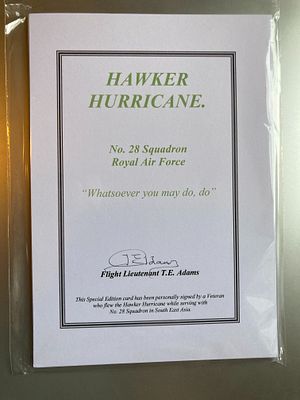 HAWKER
HURRICANE.
No. 28 Squadron
Royal Air Force
"Whatsoever you may do, do"
T E Adams
Flight Lieutenant T.E. Adams
This Special Edition card has been personally signed by a Veteran
who flew the Hawker Hurricane while serving with
No. 28 Squadron in South East Asia.